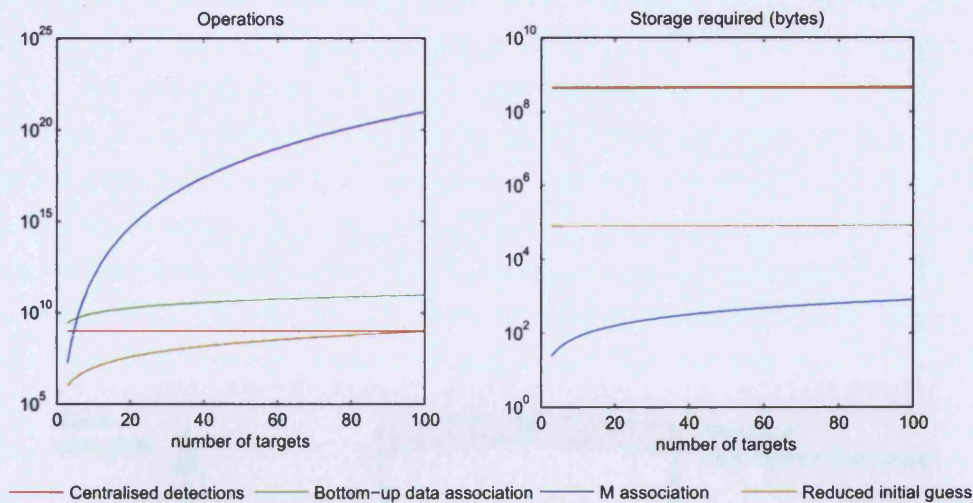 Operations
10^25
10^20
10^15
10^10
10^5
0 20 40 60 80 100
number of targets
Storage required (bytes)
10^10
10^8
10^6
10^4
10^2
10^0
0 20 40 60 80 100
number of targets
Centralised detections Bottom-up data association M association Reduced initial guess